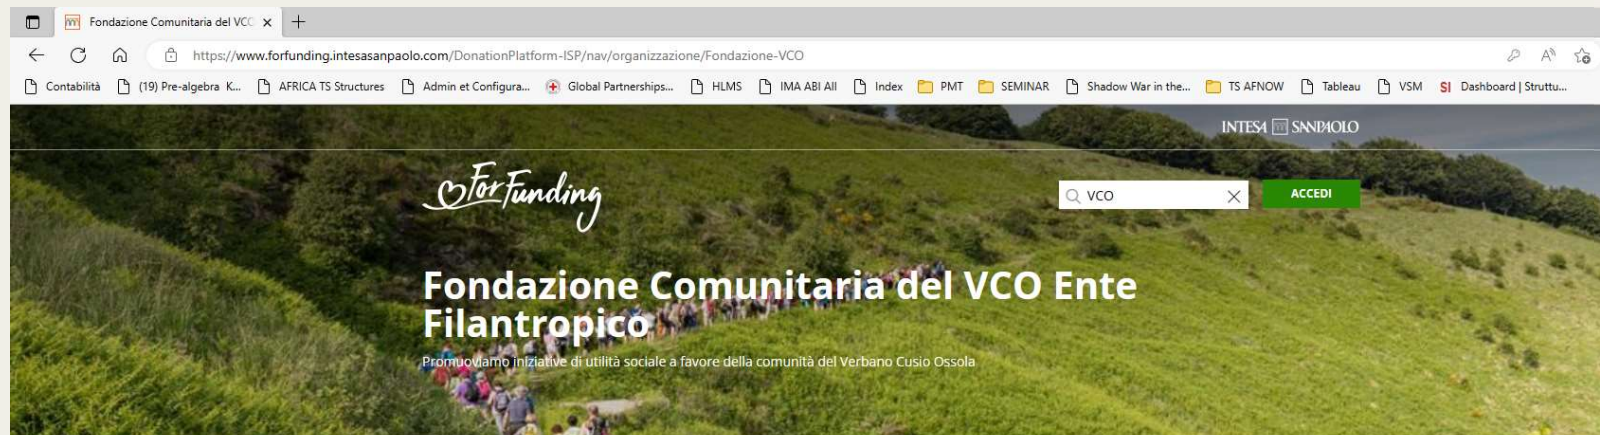 Fondazione Comunitaria del VCO
https://www.forfunding.intesasanpaolo.com/DonationPlatform-ISP/nav/organizzazione/Fondazione-VCO
Contabilità (19) Pre-algebra K... AFRICA TS Structures Admin et Configura... Global Partnerships... HLMS IMA ABI All Index PMT SEMINAR Shadow War in the... TS AFNOW Tableau VSM SI Dashboard | Struttu...
INTESA SANPAOLO
ForFunding
VCO ACCEDI
Fondazione Comunitaria del VCO Ente
Filantropico
Promuoviamo iniziative di utilità sociale a favore della comunità del Verbano Cusio Ossola